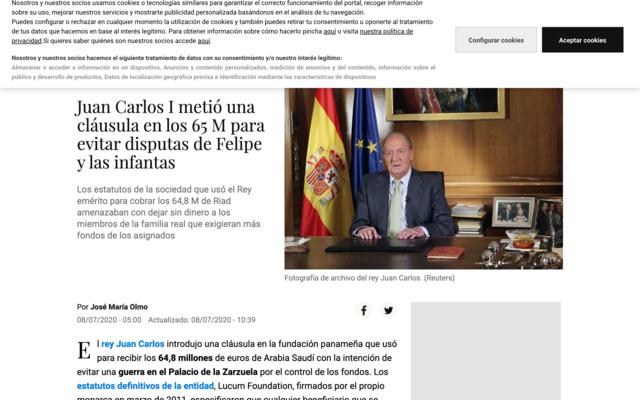 Nosotros y nuestros socios usamos cookies o tecnologías similares para garantizar el correcto funcionamiento del portal, recoger información
sobre su uso, mejorar nuestros servicios y mostrarte publicidad personalizada basándonos en el análisis de tu navegación.
Puedes configurar o rechazar en cualquier momento la utilización de cookies y también puedes retirar tu consentimiento u oponerte al tratamiento
de tus datos que hacemos en base al interés legítimo. Para obtener información sobre cómo hacerlo pincha aquí o visita nuestra política de
privacidad.Si quieres saber quiénes son nuestros socios accede aquí.
Nosotros y nuestros socios hacemos el siguiente tratamiento de datos con su consentimiento y/o nuestro interés legítimo:
Almacenar o acceder a información en un dispositivo, Anuncios y contenido personalizados, medición de anuncios y del contenido, información sobre el
público y desarrollo de productos, Datos de localización geográfica precisa e identificación mediante las características de dispositivos
Configurar cookies
Aceptar cookies
Juan Carlos I metió una
cláusula en los 65 M para
evitar disputas de Felipe
y las infantas
Los estatutos de la sociedad que usó el Rey
emérito para cobrar los 64,8 M de Riad
amenazaban con dejar sin dinero a los
miembros de la familia real que exigieran más
fondos de los asignados
Fotografía de archivo del rey Juan Carlos. (Reuters)
Por José María Olmo
08/07/2020 - 05:00 Actualizado: 08/07/2020 - 10:39
El rey Juan Carlos introdujo una cláusula en la fundación panameña que usó
para recibir los 64,8 millones de euros de Arabia Saudí con la intención de
evitar una guerra en el Palacio de la Zarzuela por el control de los fondos. Los
estatutos definitivos de la entidad, Lucum Foundation, firmados por el propio
monarca en marzo de 2011, especificaron que cualquier beneficiario que se